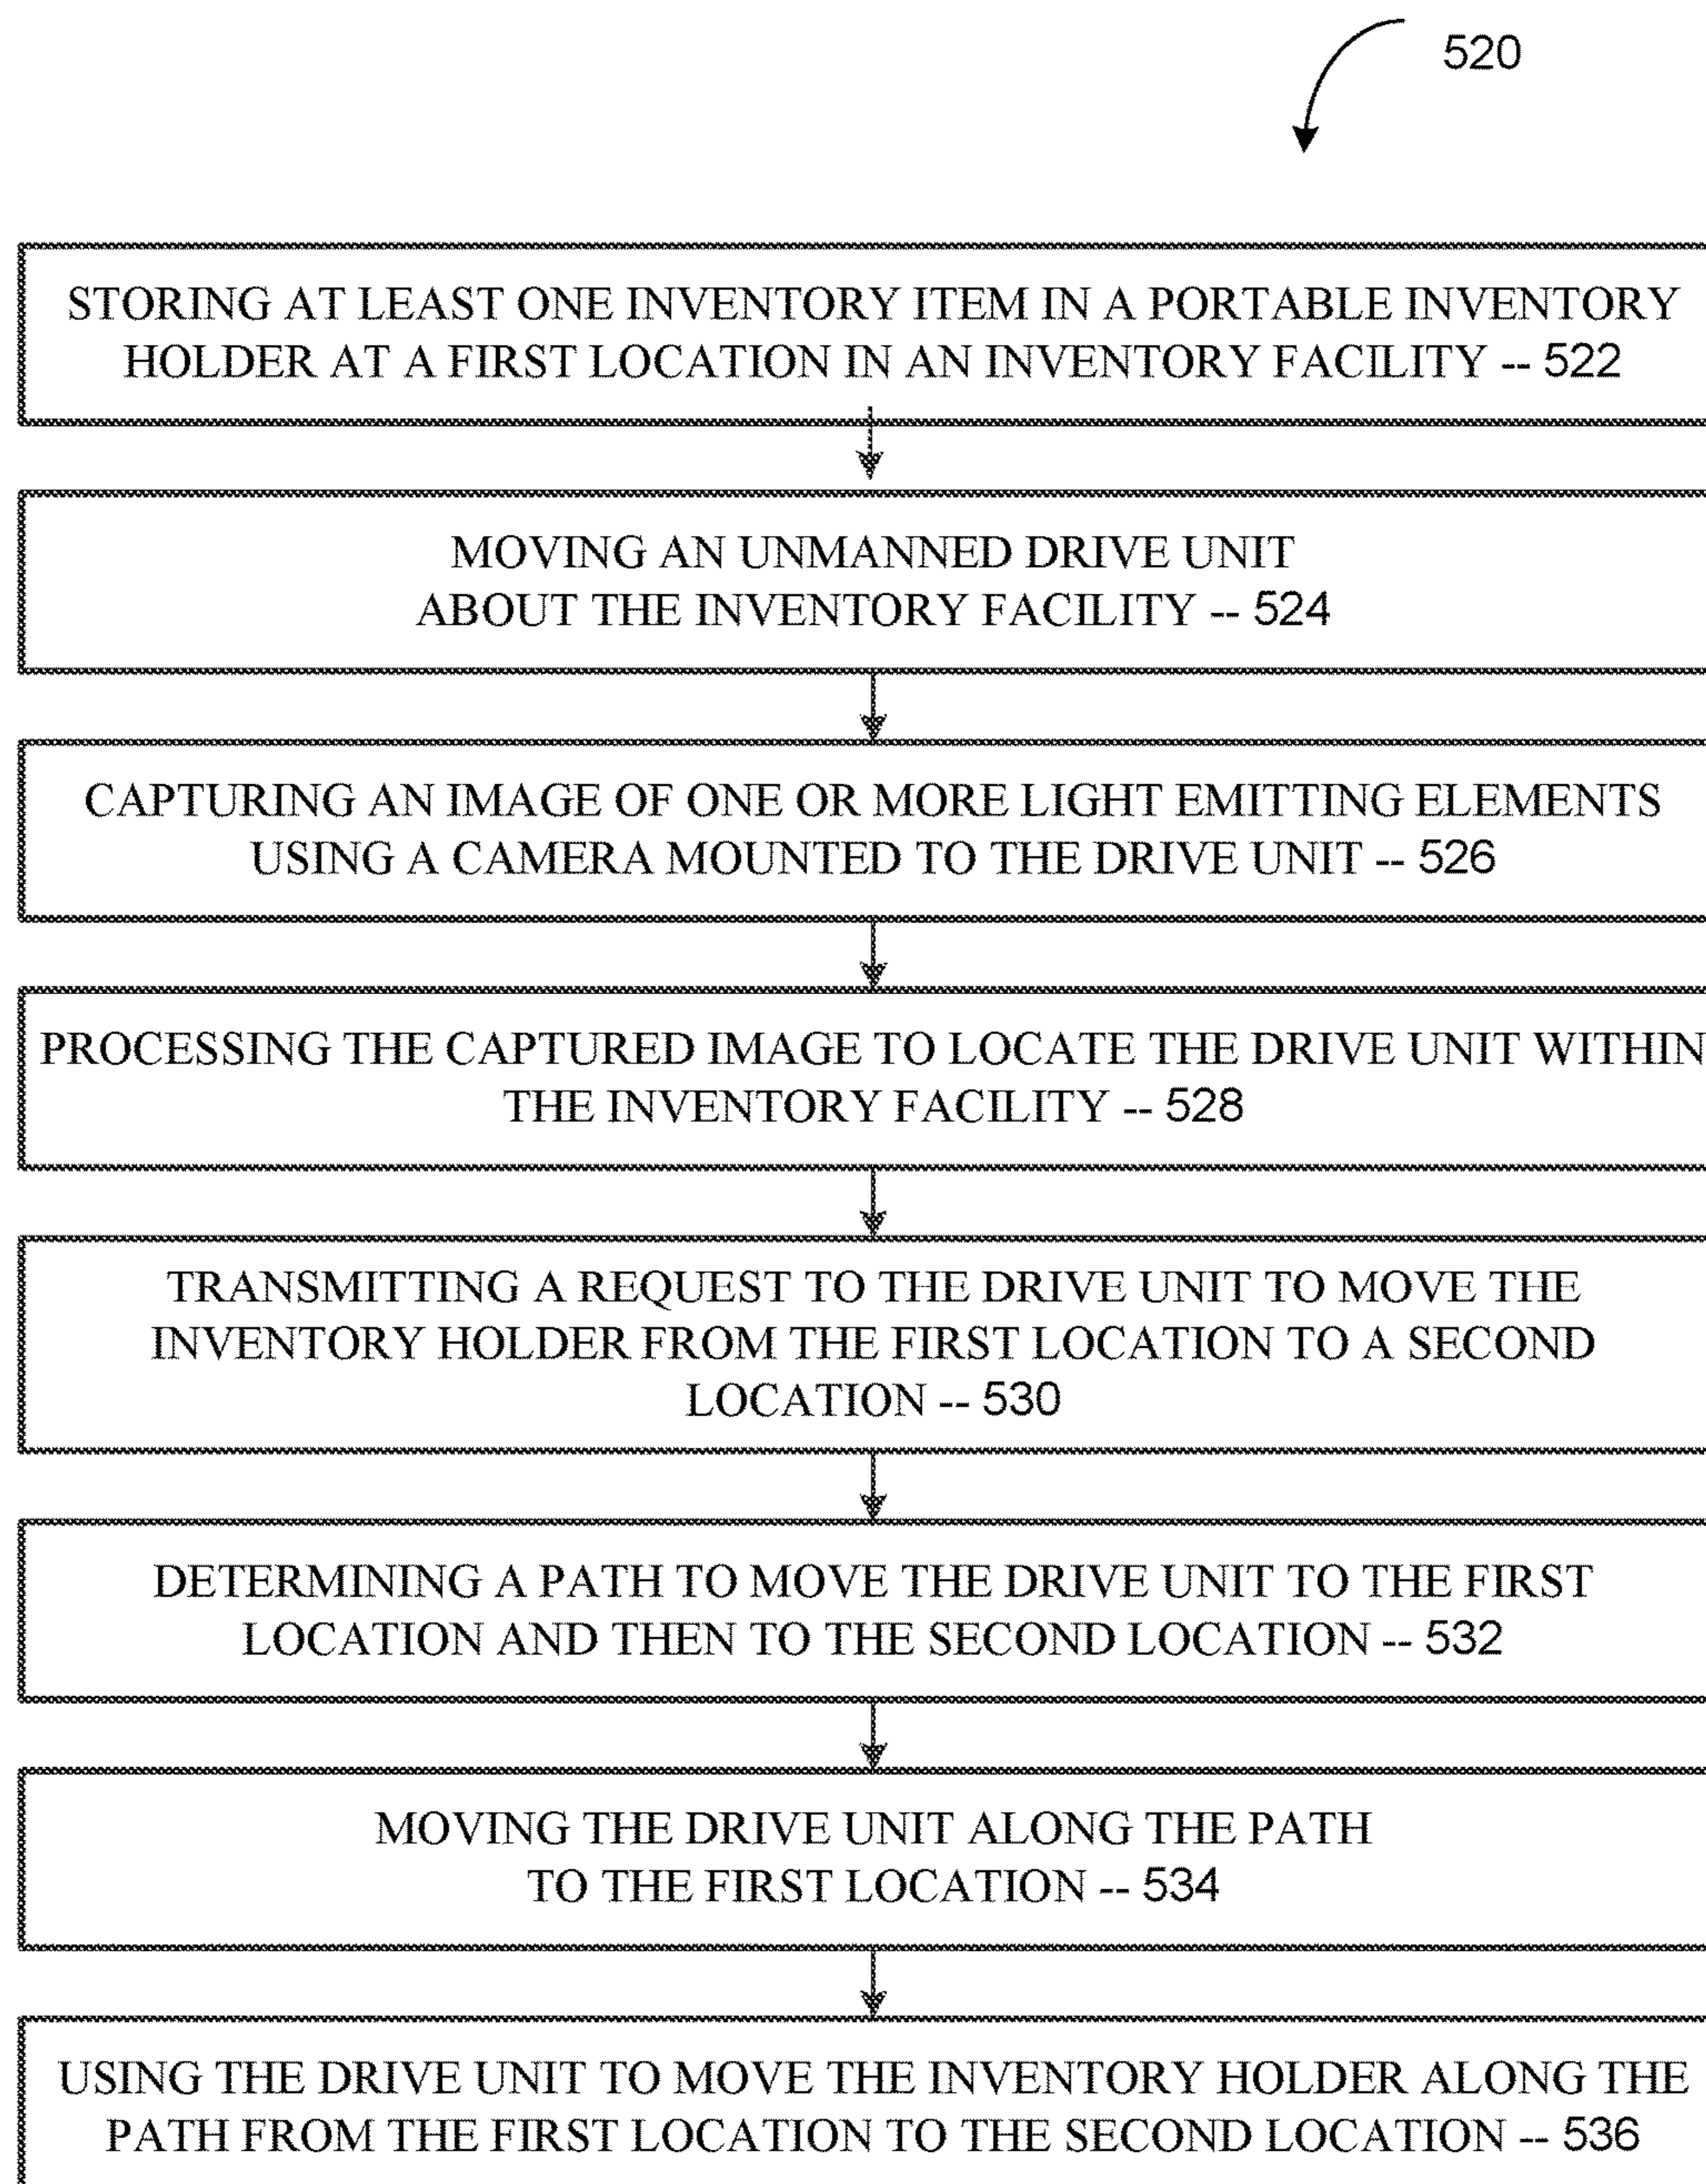 520
STORING AT LEAST ONE INVENTORY ITEM IN A PORTABLE INVENTORY
HOLDER AT A FIRST LOCATION IN AN INVENTORY FACILITY -- 522
MOVING AN UNMANNED DRIVE UNIT
ABOUT THE INVENTORY FACILITY -- 524
CAPTURING AN IMAGE OF ONE OR MORE LIGHT EMITTING ELEMENTS
USING A CAMERA MOUNTED TO THE DRIVE UNIT -- 526
PROCESSING THE CAPTURED IMAGE TO LOCATE THE DRIVE UNIT WITHIN
THE INVENTORY FACILITY -- 528
TRANSMITTING A REQUEST TO THE DRIVE UNIT TO MOVE THE
INVENTORY HOLDER FROM THE FIRST LOCATION TO A SECOND
LOCATION -- 530
DETERMINING A PATH TO MOVE THE DRIVE UNIT TO THE FIRST
LOCATION AND THEN TO THE SECOND LOCATION -- 532
MOVING THE DRIVE UNIT ALONG THE PATH
TO THE FIRST LOCATION -- 534
USING THE DRIVE UNIT TO MOVE THE INVENTORY HOLDER ALONG THE
PATH FROM THE FIRST LOCATION TO THE SECOND LOCATION -- 536